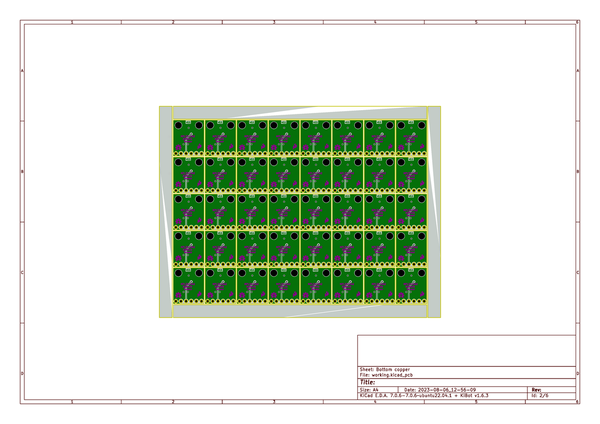 1 2 3 4 5 6
A A
B B
C C
Sheet: Bottom copper
File: working.kicad_pcb
D D
Title:
Size: A4 Date: 2023-08-06_12-56-09 Rev:
KiCad E.D.A. 7.0.6-7.0.6~ubuntu22.04.1 + KiBot v1.6.3 Id: 2/6
1 2 3 4 5 6